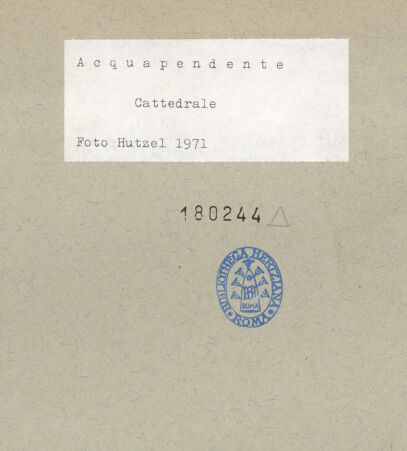 Acquapendente
Cattedrale
Foto Hutzel 1971
180244
BIBLIOTHECA HERTZIANA
ROMA